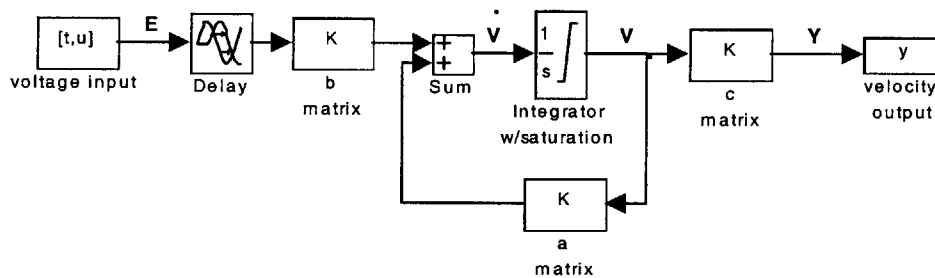 [t,u]
voltage input
E
Delay
K
b
matrix
+
+
Sum
V̇
1
s
Integrator
w/saturation
V
K
c
matrix
Y
y
velocity
output
K
a
matrix